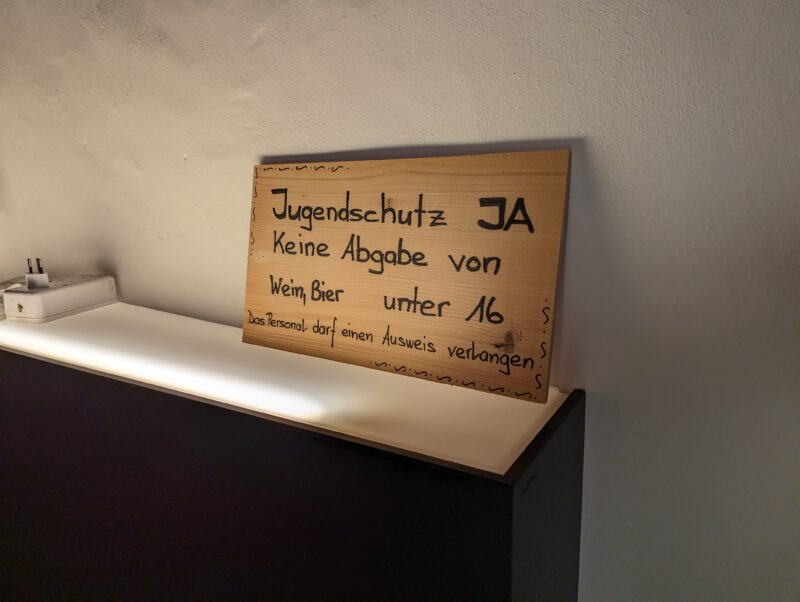 Jugendschutz JA
Keine Abgabe von
Wein, Bier unter 16
Das Personal darf einen Ausweis verlangen